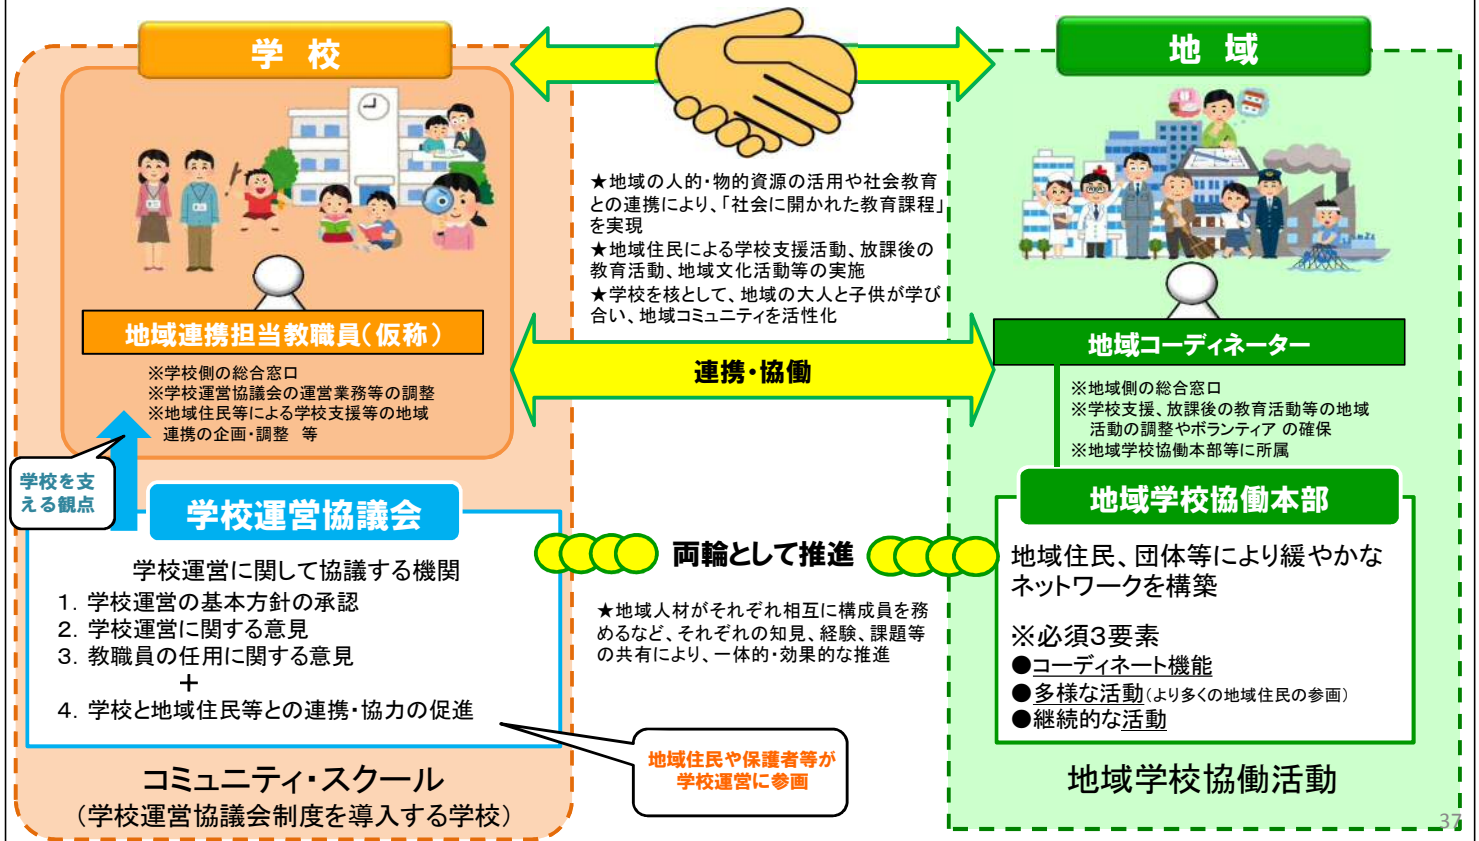 学 校
地 域
★地域の人的・物的資源の活用や社会教育
との連携により、「社会に開かれた教育課程」
を実現
★地域住民による学校支援活動、放課後の
教育活動、地域文化活動等の実施
★学校を核として、地域の大人と子供が学び
合い、地域コミュニティを活性化
地域連携担当教職員(仮称)
※学校側の総合窓口
※学校運営協議会の運営業務等の調整
※地域住民等による学校支援等の地域
連携の企画・調整 等
連携・協働
地域コーディネーター
※地域側の総合窓口
※学校支援、放課後の教育活動等の地域
活動の調整やボランティア の確保
※地域学校協働本部等に所属
学校を支
える観点
学校運営協議会
学校運営に関して協議する機関
1. 学校運営の基本方針の承認
2. 学校運営に関する意見
3. 教職員の任用に関する意見
+
4. 学校と地域住民等との連携・協力の促進
両輪として推進
★地域人材がそれぞれ相互に構成員を務
めるなど、それぞれの知見、経験、課題等
の共有により、一体的・効果的な推進
地域住民や保護者等が
学校運営に参画
地域学校協働本部
地域住民、団体等により緩やかな
ネットワークを構築
※必須3要素
●コーディネート機能
●多様な活動(より多くの地域住民の参画)
●継続的な活動
コミュニティ・スクール
(学校運営協議会制度を導入する学校)
地域学校協働活動
37